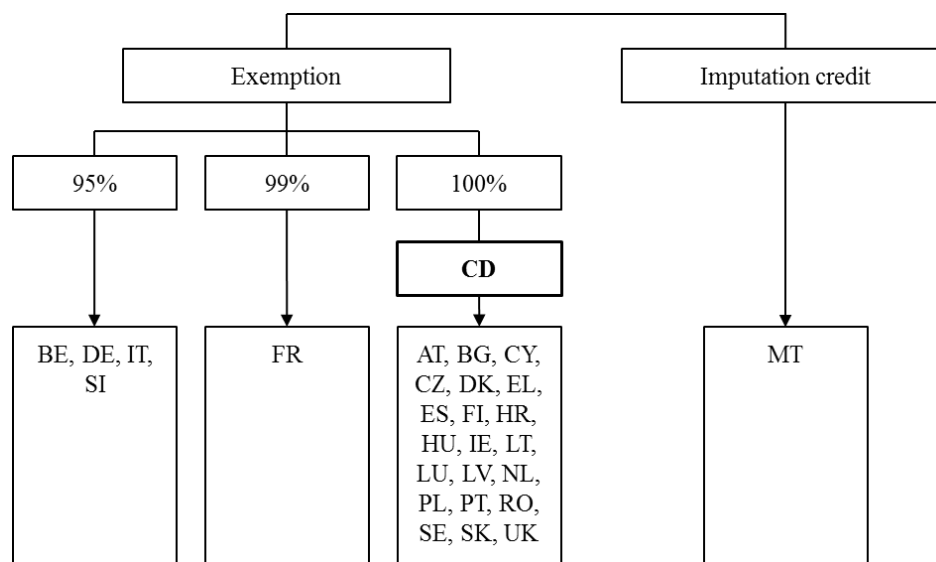 Exemption
Imputation credit
95%
99%
100%
CD
BE, DE, IT,
SI
FR
AT, BG, CY,
CZ, DK, EL,
ES, FI, HR,
HU, IE, LT,
LU, LV, NL,
PL, PT, RO,
SE, SK, UK
MT